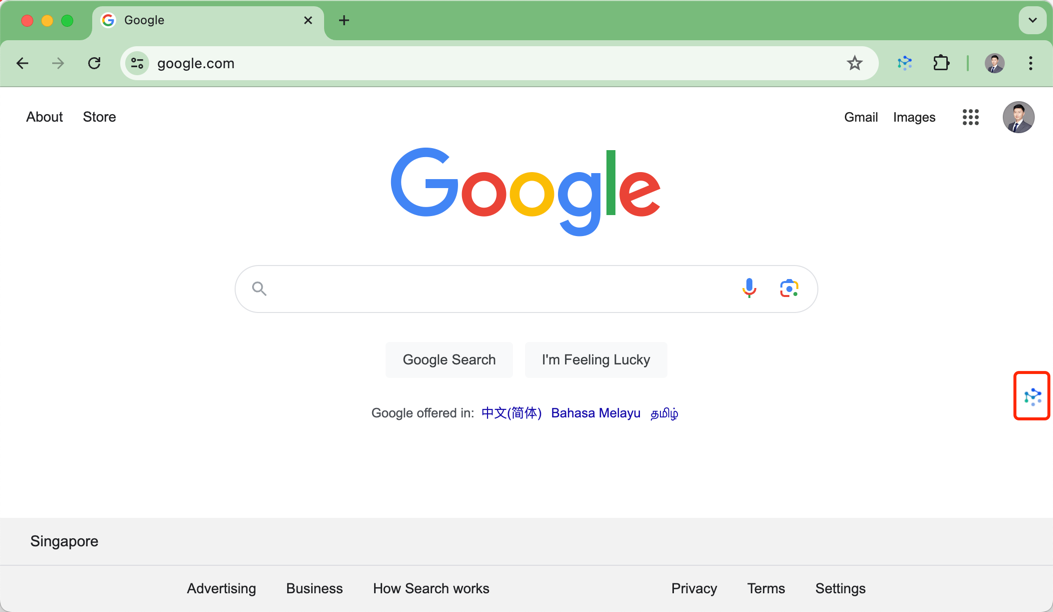 Google
google.com
About Store Gmail Images
Google
Google Search I'm Feeling Lucky
Google offered in: 中文(简体) Bahasa Melayu தமிழ்
Singapore
Advertising Business How Search works Privacy Terms Settings